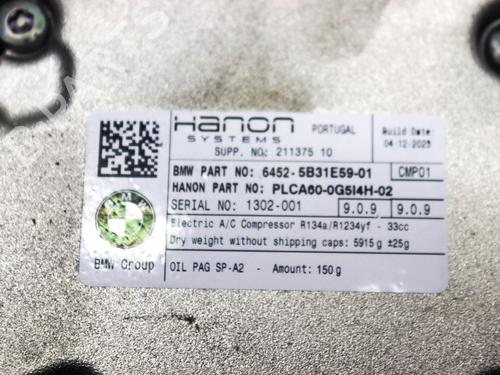 Hanon
SYSTEMS
PORTUGAL
Build Date:
04-12-2023
SUPP. NO.: 211375 10
BMW PART NO: 6452- 5B31E59-01
CMP01
HANON PART NO: PLCA60-0G5I4H-02
SERIAL NO: 1302-001
9.0.9
9.0.9
Electric A/C Compressor R134a/R1234yf - 33cc
Dry weight without shipping caps: 5915 g ±25g
BMW
BMW Group
OIL PAG SP-A2 - Amount: 150 g